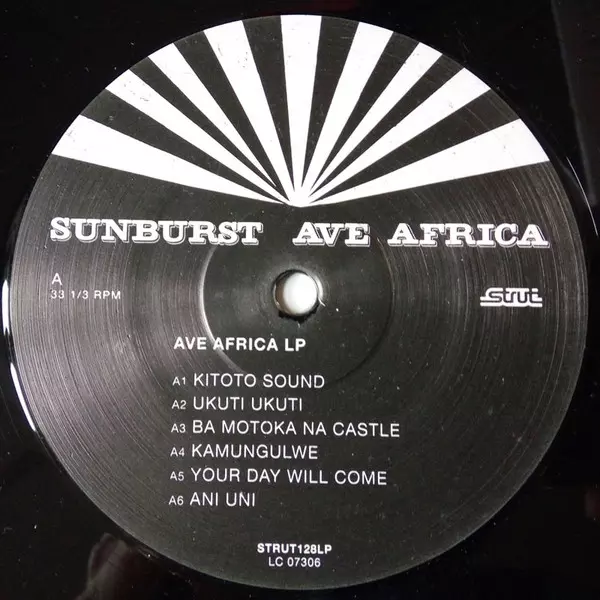 SUNBURST AVE AFRICA
A
33 1/3 RPM
strut
AVE AFRICA LP
A1 KITOTO SOUND
A2 UKUTI UKUTI
A3 BA MOTOKA NA CASTLE
A4 KAMUNGULWE
A5 YOUR DAY WILL COME
A6 ANI UNI
STRUT128LP
LC 07306